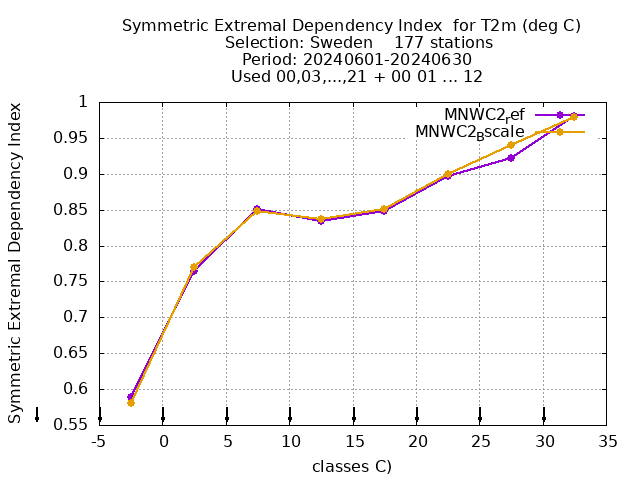 Symmetric Extremal Dependency Index  for T2m (deg C)
Selection: Sweden    177 stations
Period: 20240601-20240630
Used 00,03,...,21 + 00 01 ... 12
Symmetric Extremal Dependency Index
MNWC2ref
MNWC2Bscale
1
0.95
0.9
0.85
0.8
0.75
0.7
0.65
0.6
0.55
-5 0 5 10 15 20 25 30 35
classes C)